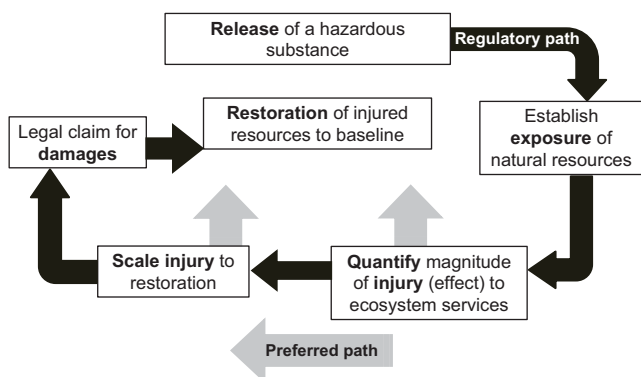 Release of a hazardous
substance
Regulatory path
Establish
exposure of
natural resources
Quantify magnitude
of injury (effect) to
ecosystem services
Scale injury to
restoration
Legal claim for
damages
Restoration of injured
resources to baseline
Preferred path